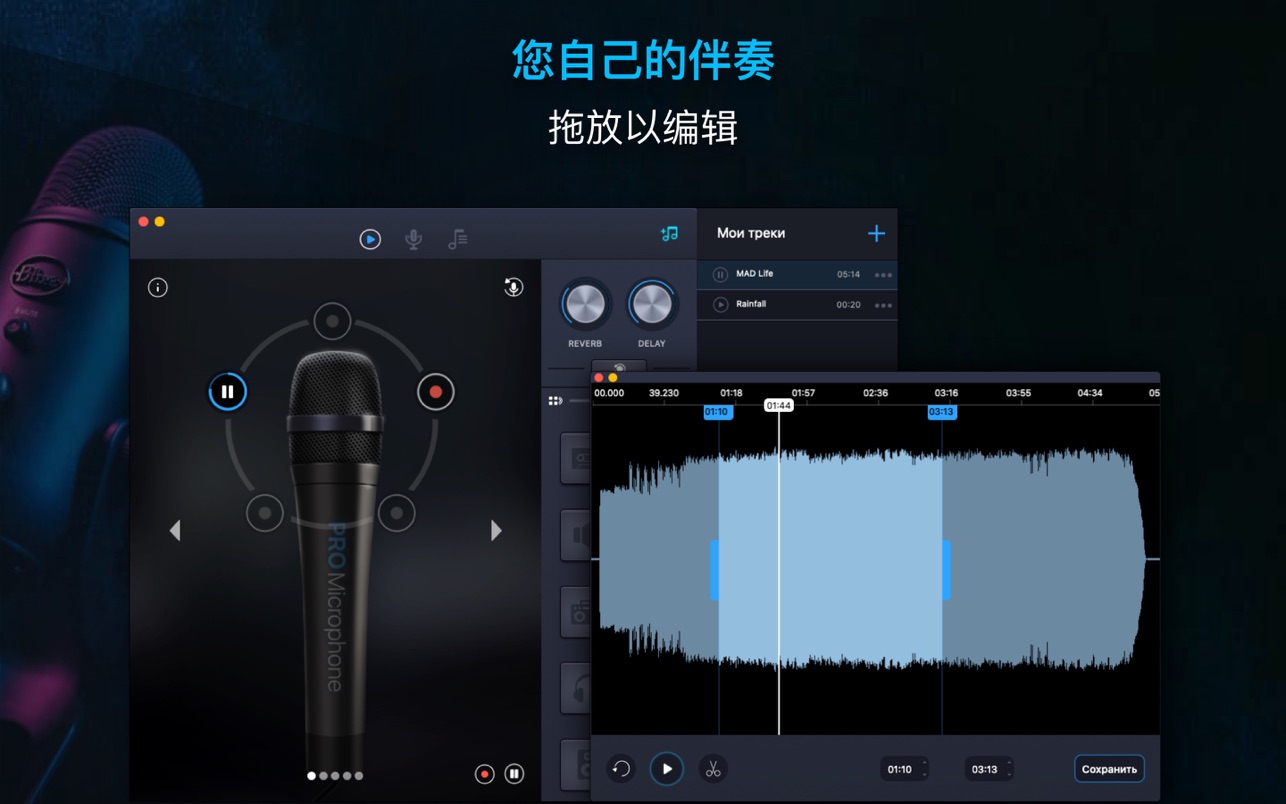 您自己的伴奏
拖放以编辑
Мои треки
MAD Life 05:14
Rainfall 00:20
REVERB DELAY
00.000 39.230 01:18 01:57 02:36 03:16 03:55 04:34 05
01:10 01:44 03:13
PRO Microphone
01:10 03:13 Сохранить